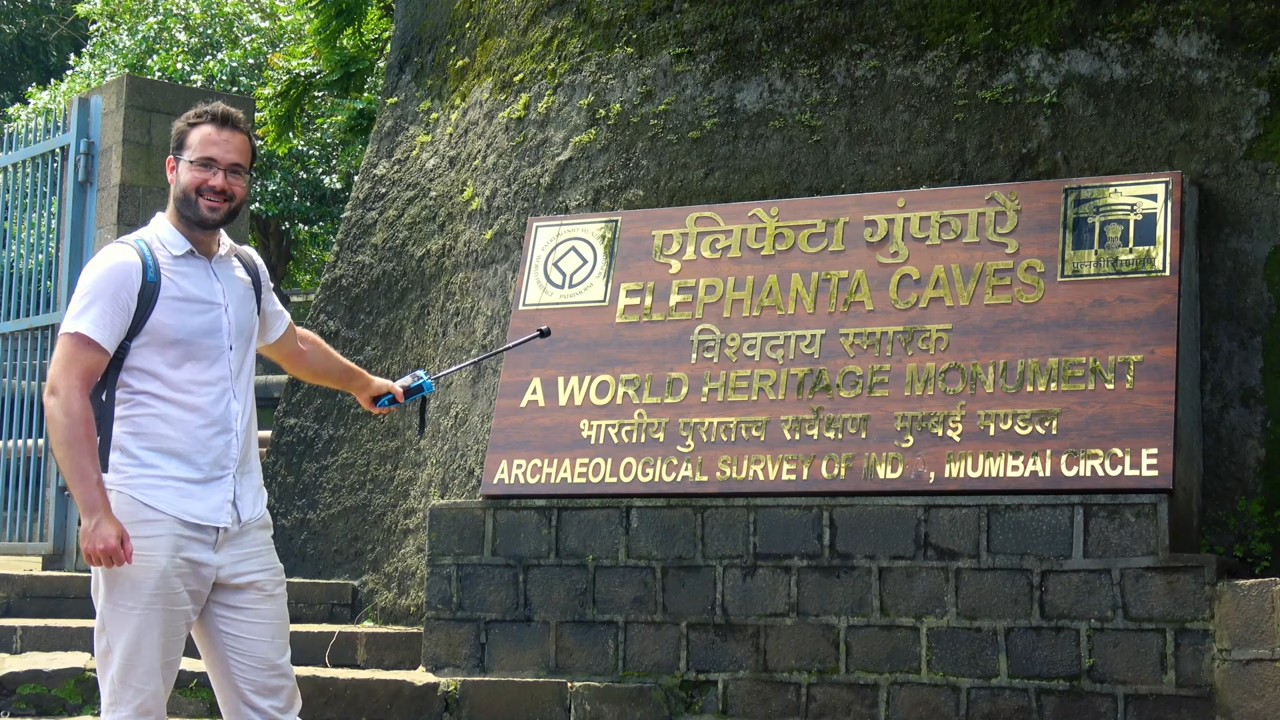 एलिफेंटा गुंफाऐं
ELEPHANTA CAVES
विश्वदाय स्मारक
A WORLD HERITAGE MONUMENT
भारतीय पुरातत्त्व सर्वेक्षण मुम्बई मण्डल
ARCHAEOLOGICAL SURVEY OF IND , MUMBAI CIRCLE